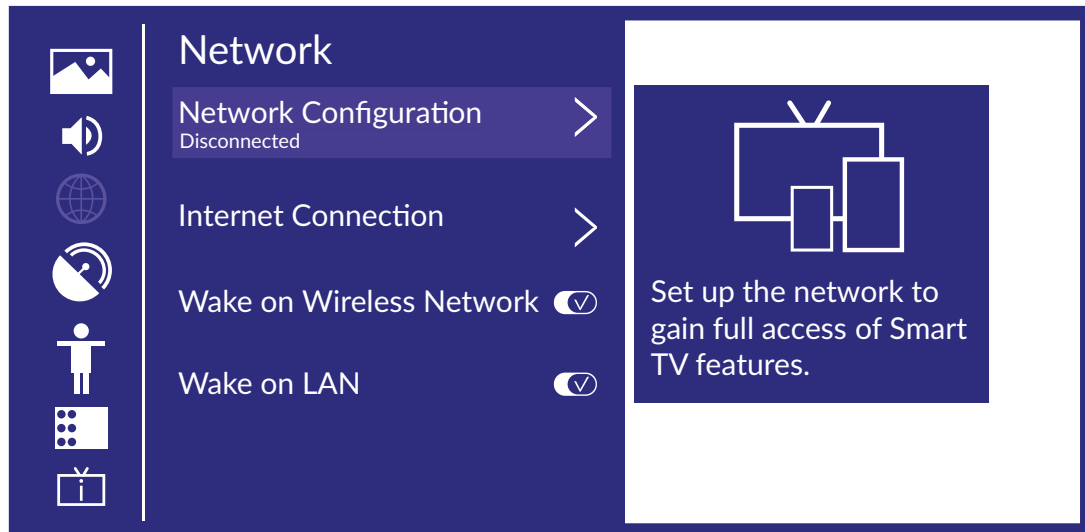 Network
Network Configuration
Disconnected
Internet Connection
Wake on Wireless Network
Wake on LAN
Set up the network to
gain full access of Smart
TV features.
i